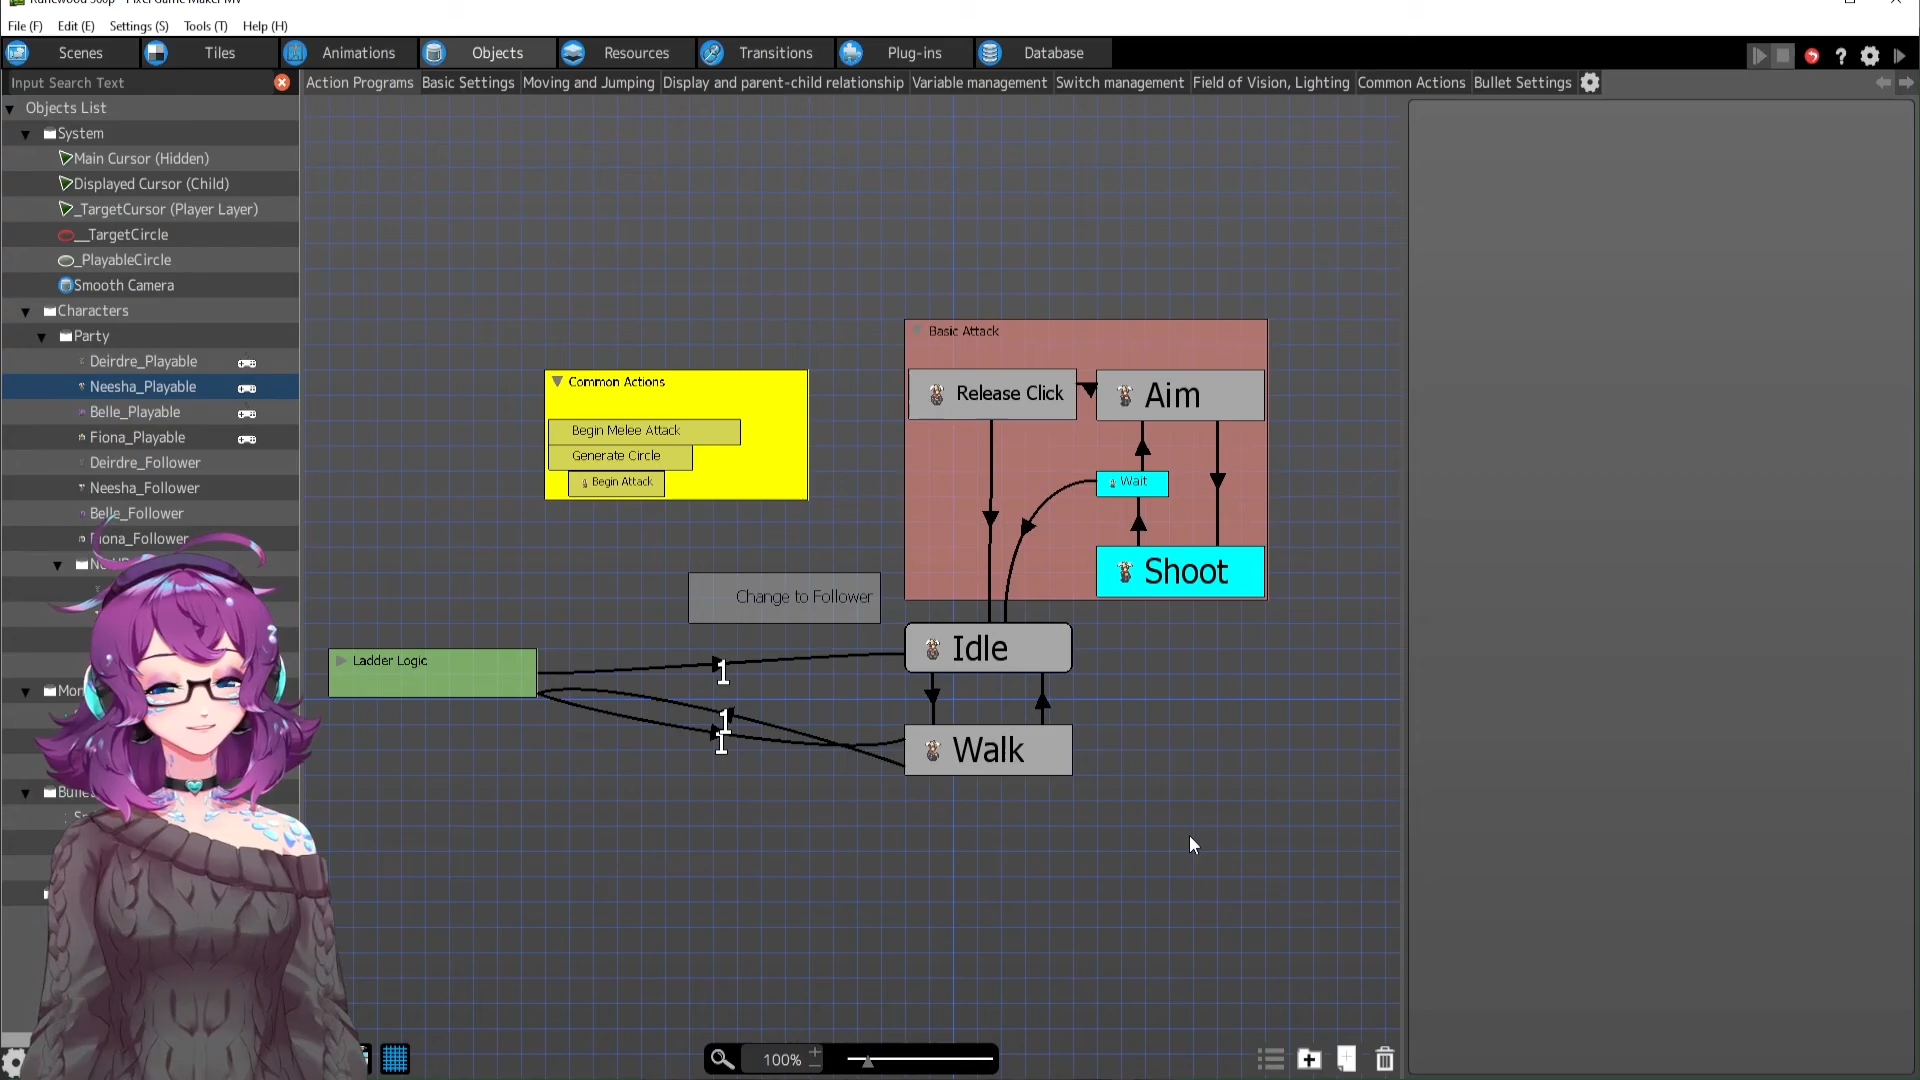 File (F) Edit (E) Settings (S) Tools (T) Help (H)
Scenes Tiles Animations Objects Resources Transitions Plug-ins Database
Input Search Text
Action Programs Basic Settings Moving and Jumping Display and parent-child relationship Variable management Switch management Field of Vision, Lighting Common Actions Bullet Settings
Objects List
System
Main Cursor (Hidden)
Displayed Cursor (Child)
_TargetCursor (Player Layer)
__TargetCircle
_PlayableCircle
Smooth Camera
Characters
Party
Deirdre_Playable
Neesha_Playable
Belle_Playable
Fiona_Playable
Deirdre_Follower
Neesha_Follower
Belle_Follower
Fiona_Follower
Basic Attack
Release Click
Aim
Wait
Shoot
Common Actions
Begin Melee Attack
Generate Circle
Begin Attack
Change to Follower
Ladder Logic
1
1
1
Idle
Walk
100%